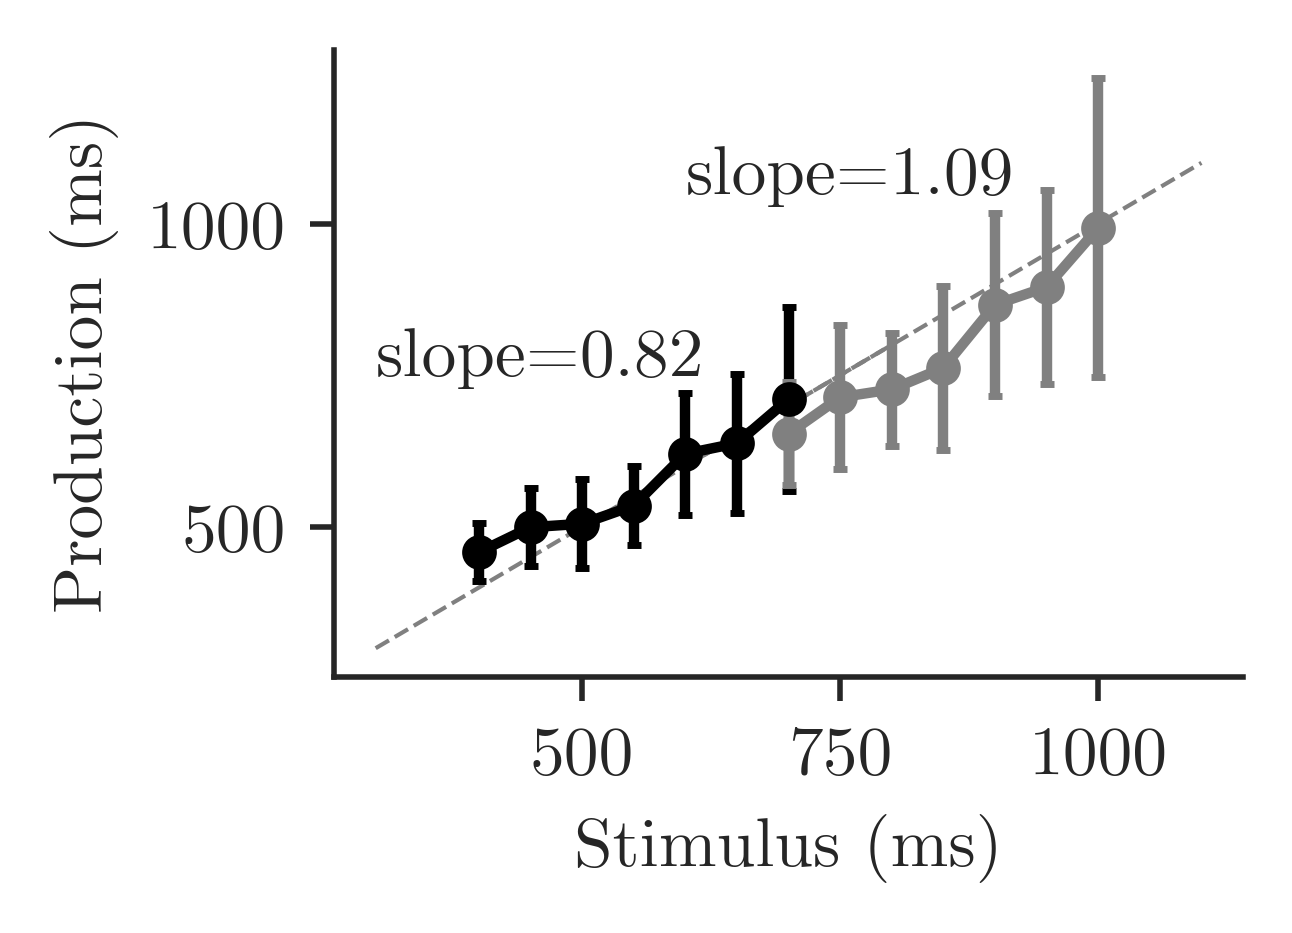 slope=1.09
slope=0.82
Production (ms)
1000
500
500 750 1000
Stimulus (ms)